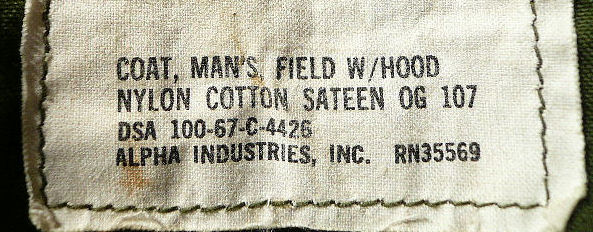 COAT, MAN'S FIELD W/HOOD
NYLON COTTON SATEEN OG 107
DSA 100-67-C-4426
ALPHA INDUSTRIES, INC. RN35569